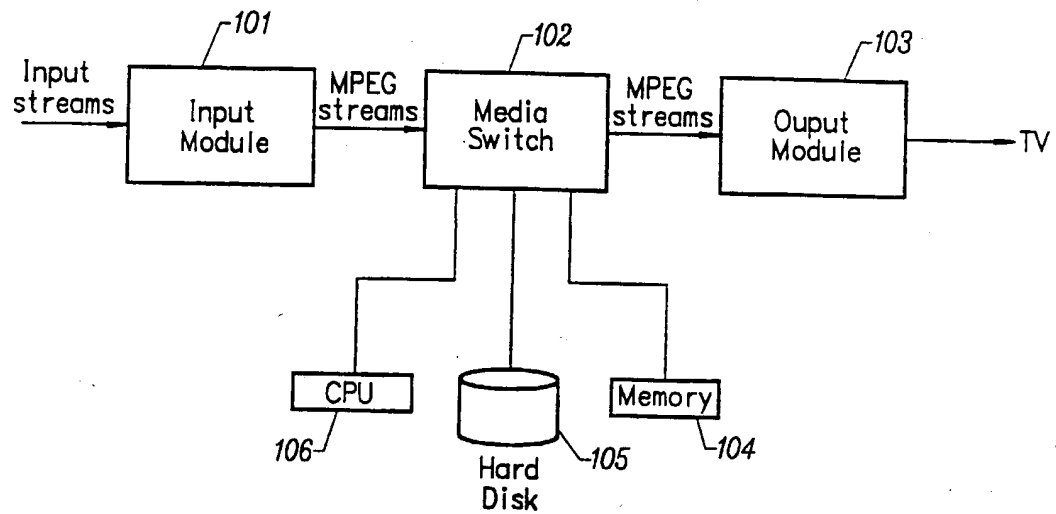 101
102
103
Input
streams
Input
Module
MPEG
streams
Media
Switch
MPEG
streams
Ouput
Module
TV
CPU
106
Hard
Disk
105
Memory
104